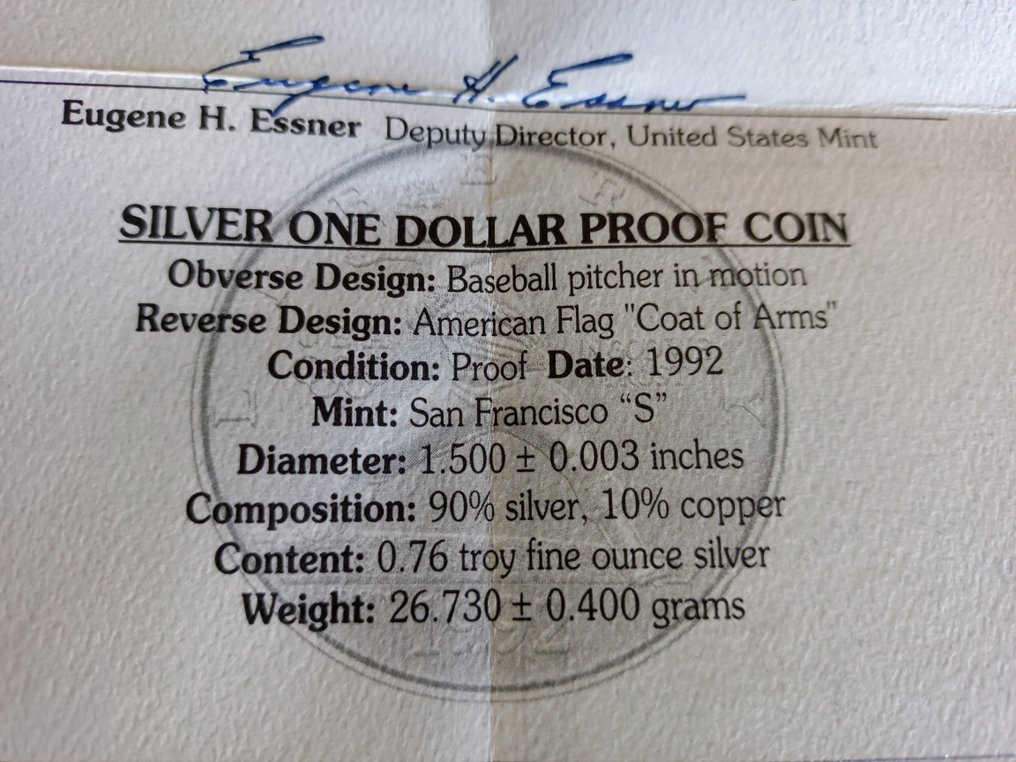 Eugene H. Essner
Eugene H. Essner Deputy Director, United States Mint
SILVER ONE DOLLAR PROOF COIN
Obverse Design: Baseball pitcher in motion
Reverse Design: American Flag "Coat of Arms"
Condition: Proof Date: 1992
Mint: San Francisco “S”
Diameter: 1.500 ± 0.003 inches
Composition: 90% silver, 10% copper
Content: 0.76 troy fine ounce silver
Weight: 26.730 ± 0.400 grams
1992